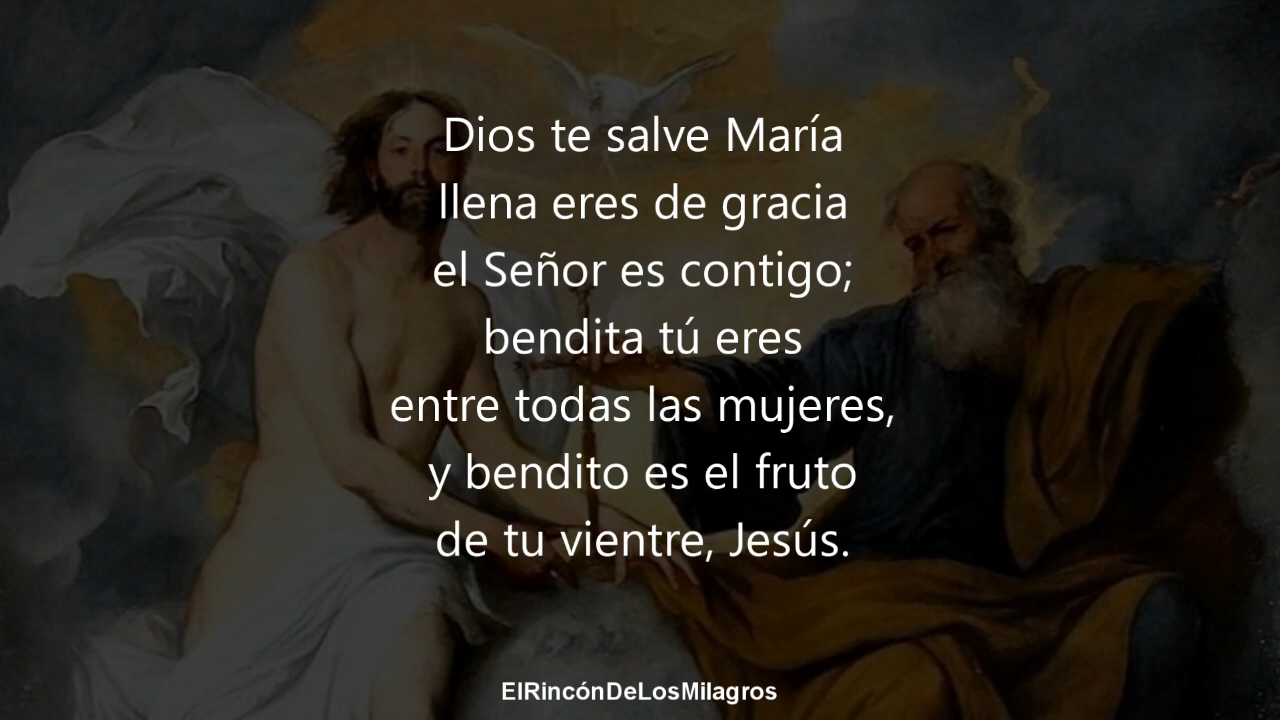 Dios te salve María
llena eres de gracia
el Señor es contigo;
bendita tú eres
entre todas las mujeres,
y bendito es el fruto
de tu vientre, Jesús.
ElRincónDeLosMilagros